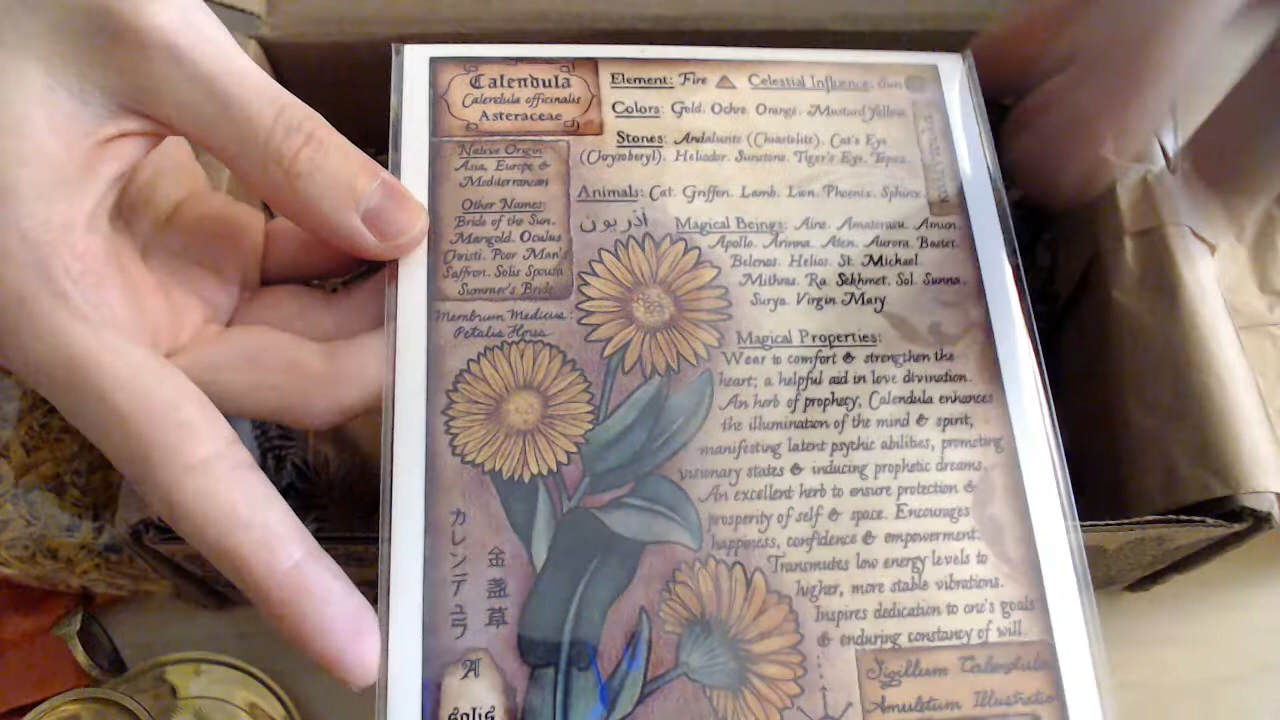 Calendula
Calendula officinalis
Asteraceae
Element: Fire
Celestial Influence: Sun
Colors: Gold. Ochre. Orange. Mustard Yellow.
Stones: Andalusite (Chiastolite). Cat's Eye
(Chrysoberyl). Heliodor. Sunstone. Tiger's Eye. Topaz.
Animals: Cat. Griffen. Lamb. Lion. Phoenix. Sphinx.
Native Origin:
Asia, Europe &
Mediterranean
Other Names:
Bride of the Sun.
Marigold. Oculus
Christi. Poor Man's
Saffron. Solis Sponsa
Summer's Bride
Membrum Medicus:
Petalis Flores
آذریون
Magical Beings: Aine. Amaterasu. Amun.
Apollo. Arinna. Aten. Aurora. Bastet.
Belenos. Helios. St. Michael
Mithras. Ra. Sekhmet. Sol. Sunna.
Surya. Virgin Mary
Magical Properties:
Wear to comfort & strengthen the
heart; a helpful aid in love divination.
An herb of prophecy, Calendula enhances
the illumination of the mind & spirit,
manifesting latent psychic abilities, promoting
visionary states & inducing prophetic dreams.
An excellent herb to ensure protection &
prosperity of self & space. Encourages
happiness, confidence & empowerment.
Transmutes low energy levels to
higher, more stable vibrations.
Inspires dedication to one's goals
& enduring constancy of will.
カレンデュラ
金盞草
A
Solis
Sigillum Calendula
Amuletum Illustratio